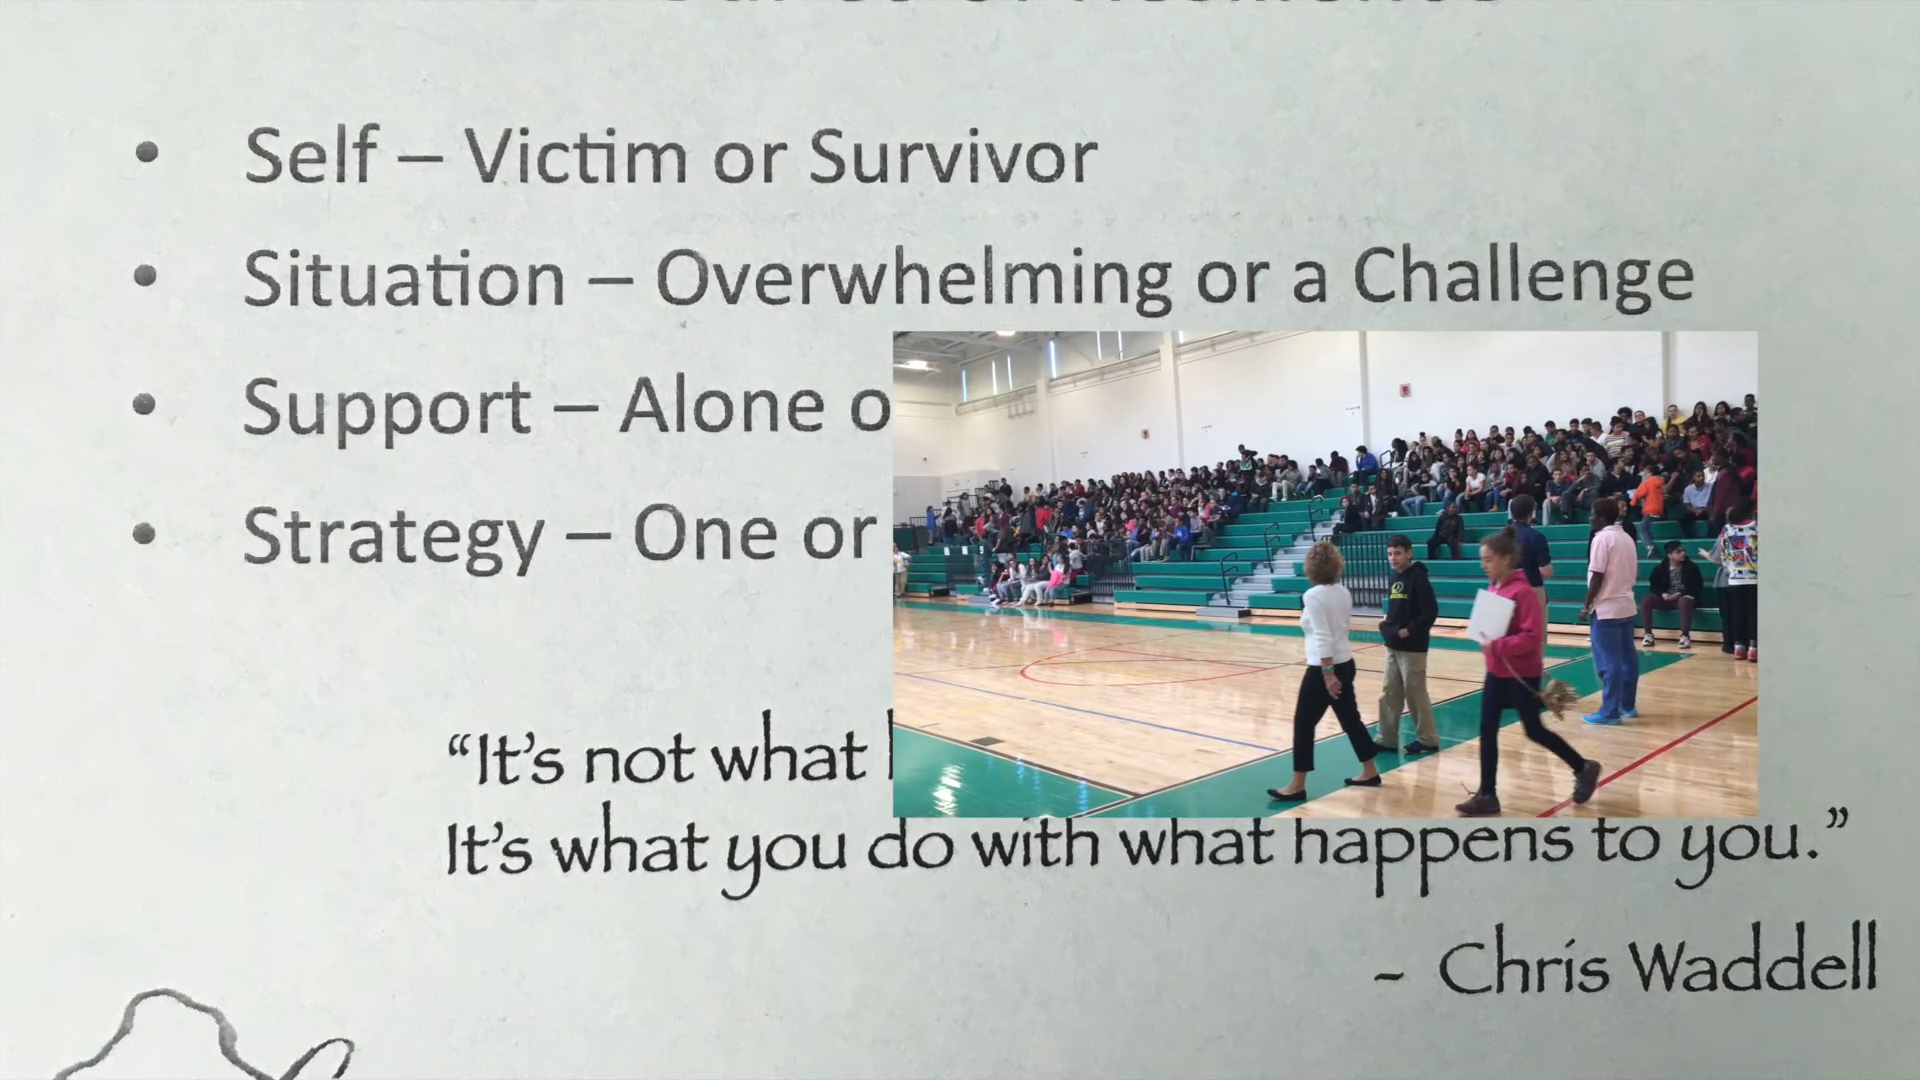 • Self – Victim or Survivor
• Situation – Overwhelming or a Challenge
• Support – Alone
• Strategy – One or
“It’s not what
It’s what you do with what happens to you.”
- Chris Waddell